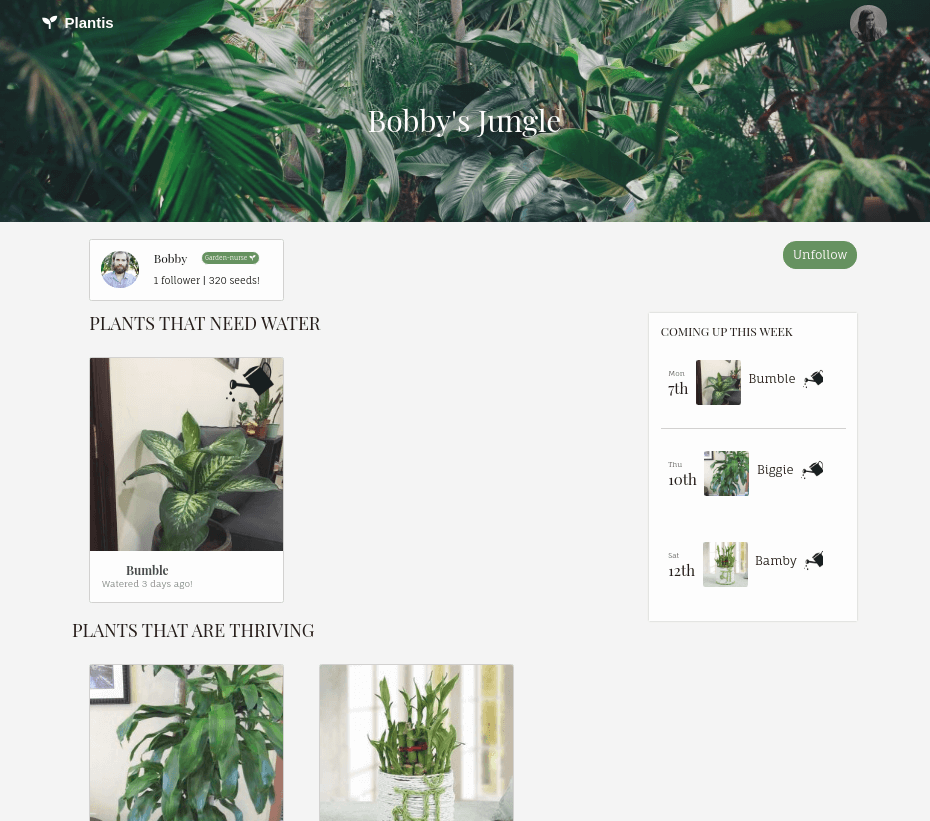 Plantis
Bobby's Jungle
Bobby
Garden-nurse
1 follower | 320 seeds!
Unfollow
PLANTS THAT NEED WATER
Bumble
Watered 3 days ago!
COMING UP THIS WEEK
Mon
7th
Bumble
Thu
10th
Biggie
Sat
12th
Bamby
PLANTS THAT ARE THRIVING